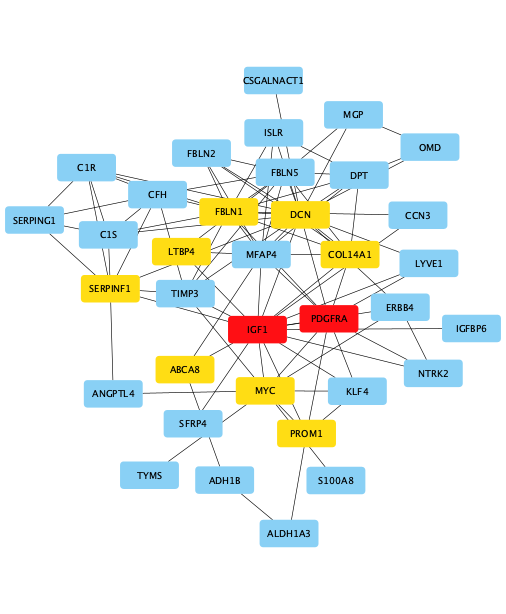 CSGALNACT1
MGP
ISLR
OMD
FBLN2
C1R
FBLN5
DPT
CFH
FBLN1
DCN
CCN3
SERPING1
C1S
LTBP4
MFAP4
COL14A1
LYVE1
SERPINF1
TIMP3
ERBB4
PDGFRA
IGF1
IGFBP6
ABCA8
NTRK2
ANGPTL4
MYC
KLF4
SFRP4
PROM1
TYMS
ADH1B
S100A8
ALDH1A3